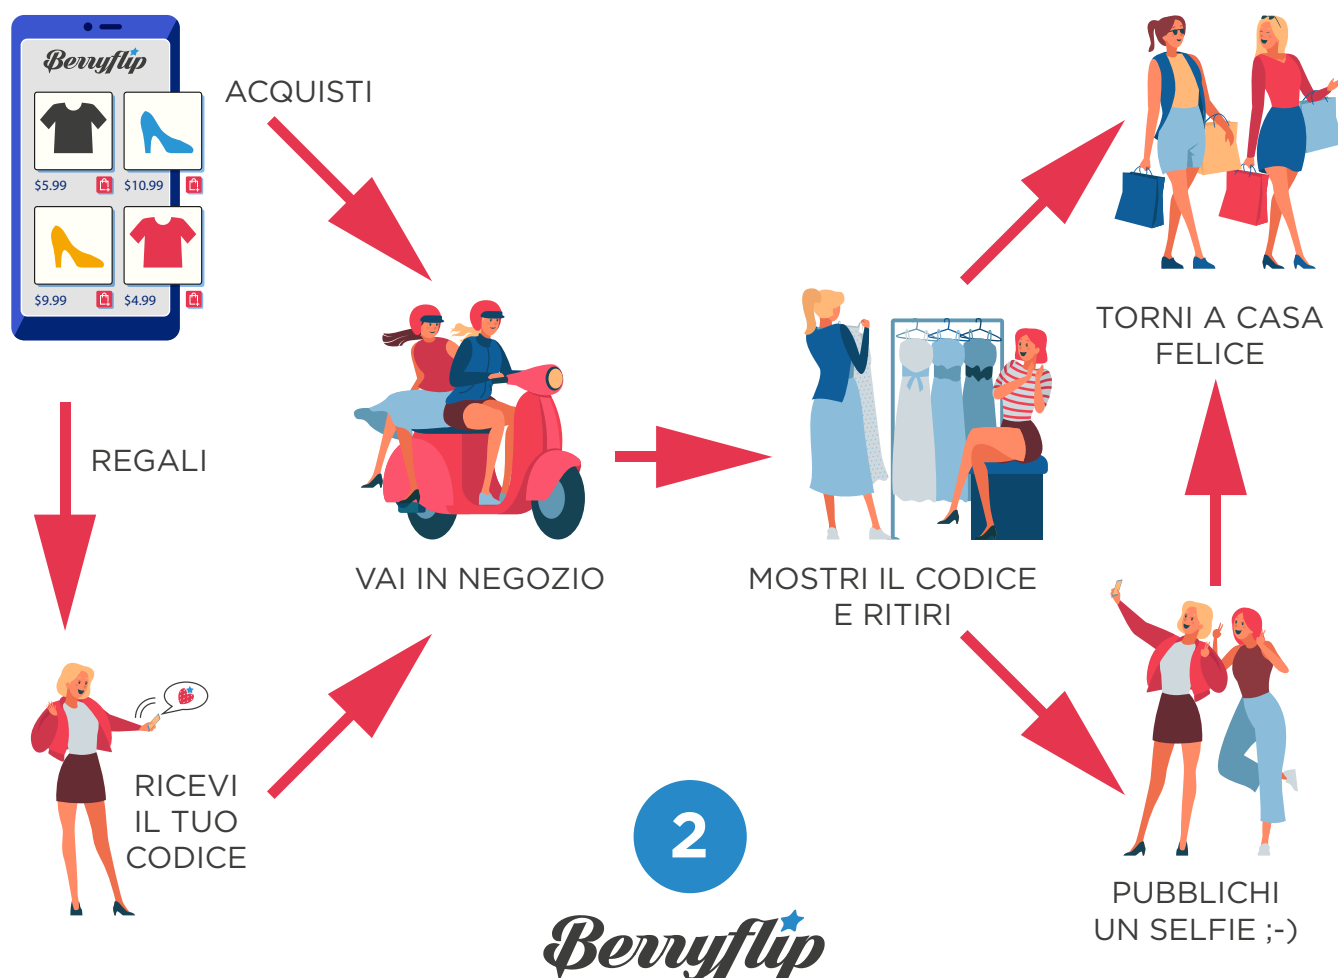 Berryflip
ACQUISTI
$5.99
$10.99
$9.99
$4.99
REGALI
VAI IN NEGOZIO
MOSTRI IL CODICE
E RITIRI
TORNI A CASA
FELICE
RICEVI
IL TUO
CODICE
PUBBLICHI
UN SELFIE ;-)
2
Berryflip